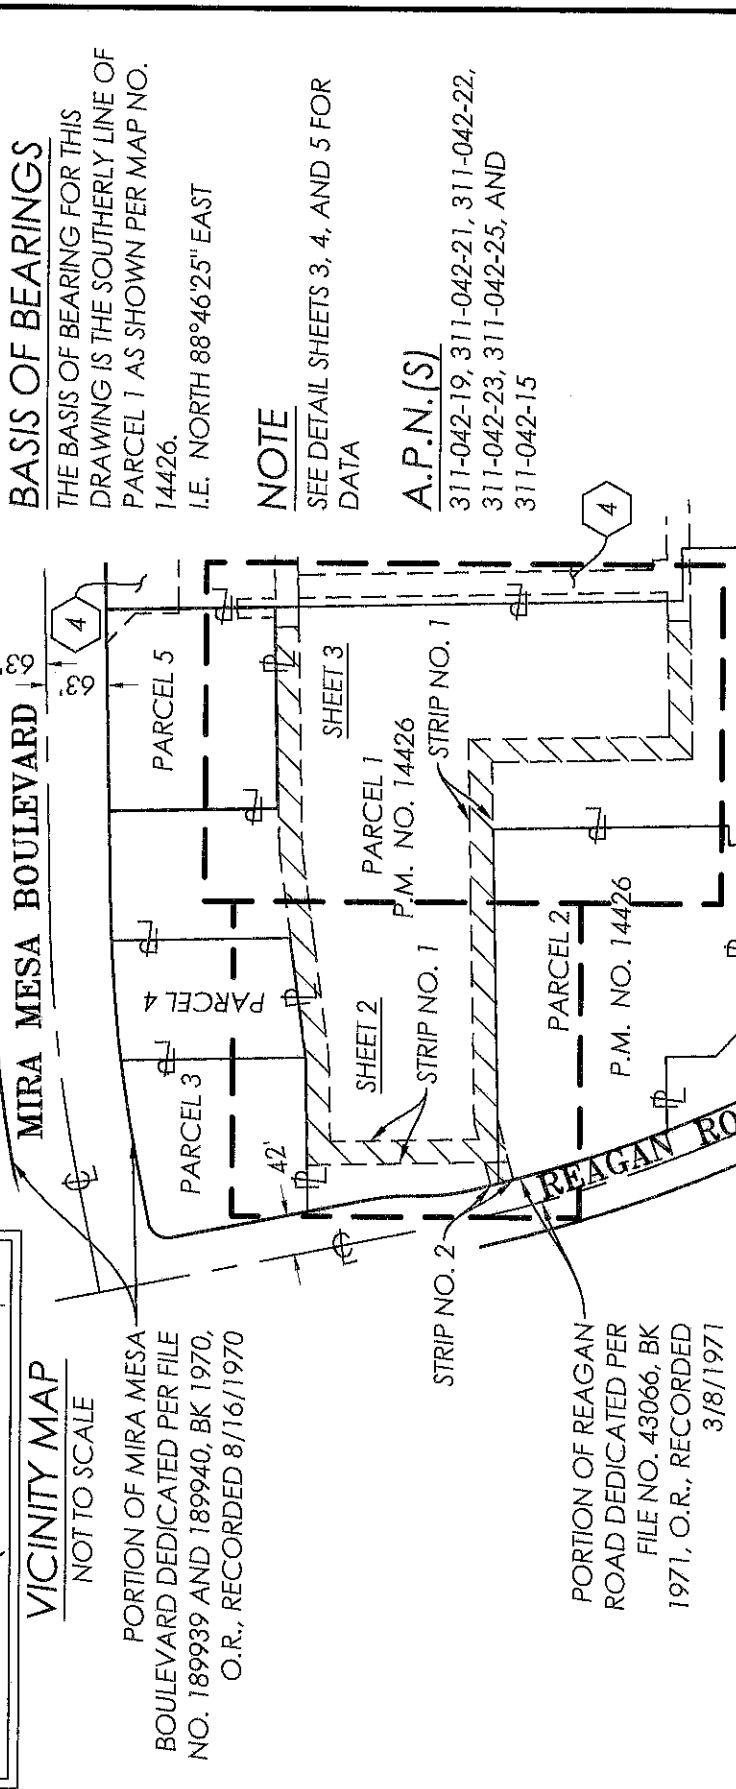 BASIS OF BEARINGS
THE BASIS OF BEARING FOR THIS
DRAWING IS THE SOUTHERLY LINE OF
PARCEL 1 AS SHOWN PER MAP NO.
14426.
I.E. NORTH 88°46'25" EAST
NOTE
SEE DETAIL SHEETS 3, 4, AND 5 FOR
DATA
A.P.N.(S)
311-042-19, 311-042-21, 311-042-22,
311-042-23, 311-042-25, AND
311-042-15
MIRA MESA BOULEVARD
63'
63'
4
PARCEL 5
PARCEL 4
PARCEL 3
SHEET 3
PARCEL 1
P.M. NO. 14426
STRIP NO. 1
4
SHEET 2
STRIP NO. 1
PARCEL 2
P.M. NO. 14426
42'
STRIP NO. 2
REAGAN RO
VICINITY MAP
NOT TO SCALE
PORTION OF MIRA MESA
BOULEVARD DEDICATED PER FILE
NO. 189939 AND 189940, BK 1970,
O.R., RECORDED 8/16/1970
PORTION OF REAGAN
ROAD DEDICATED PER
FILE NO. 43066, BK
1971, O.R., RECORDED
3/8/1971